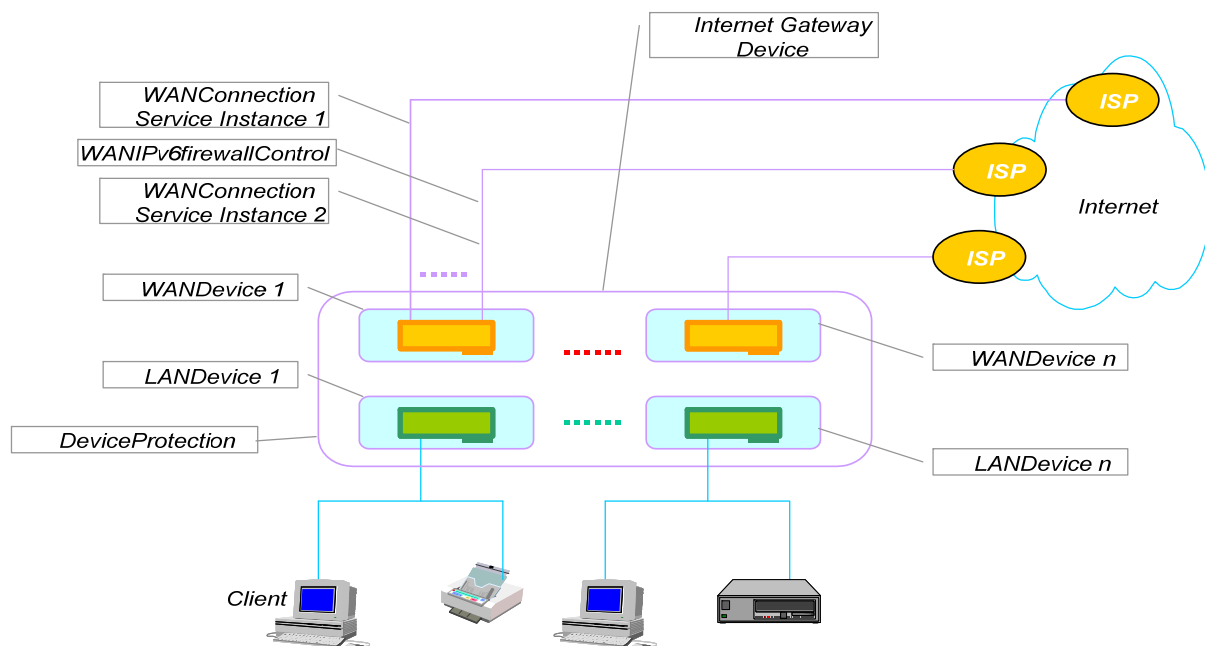 Internet Gateway
Device
WANConnection
Service Instance 1
ISP
WANIPv6firewallControl
ISP
WANConnection
Service Instance 2
Internet
ISP
WANDevice 1
WANDevice n
LANDevice 1
DeviceProtection
LANDevice n
Client